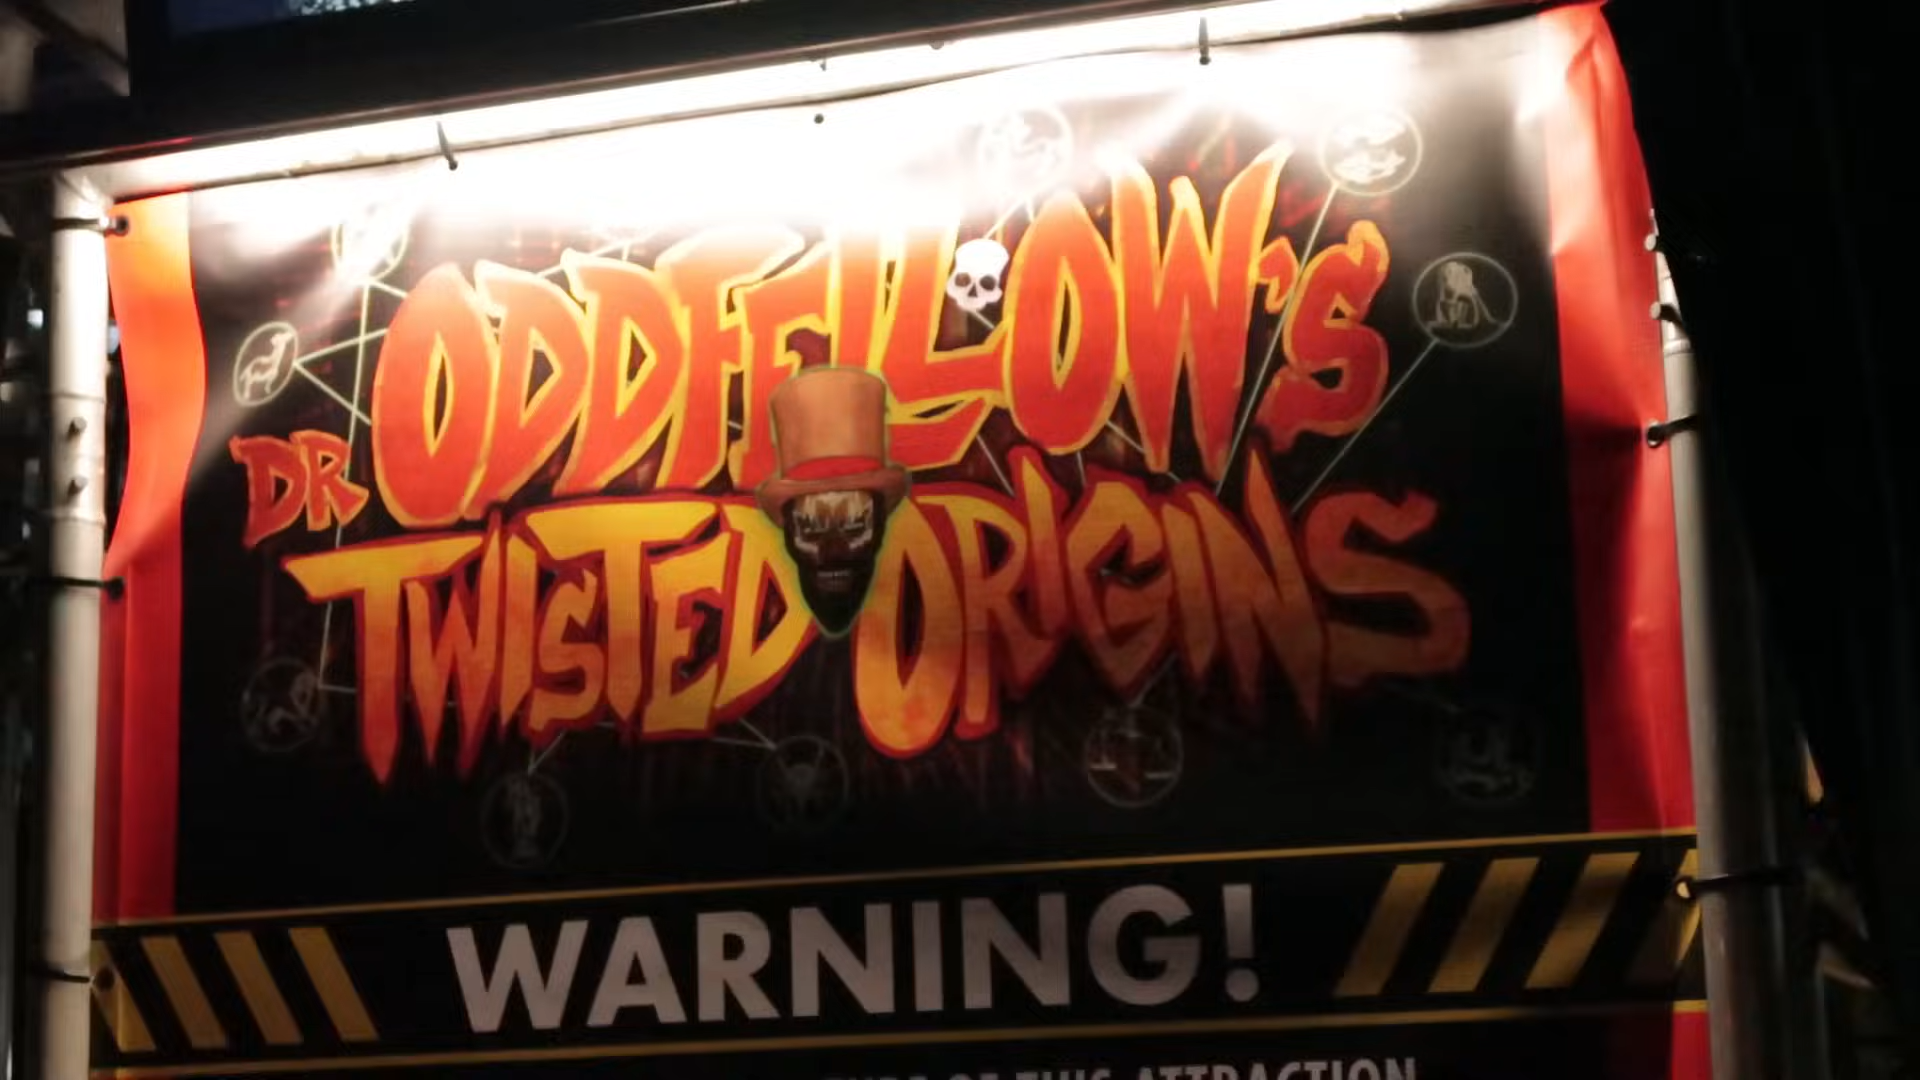 DR ODDFELLOW'S
TWISTED ORIGINS
WARNING!
OF THIS ATTRACTION